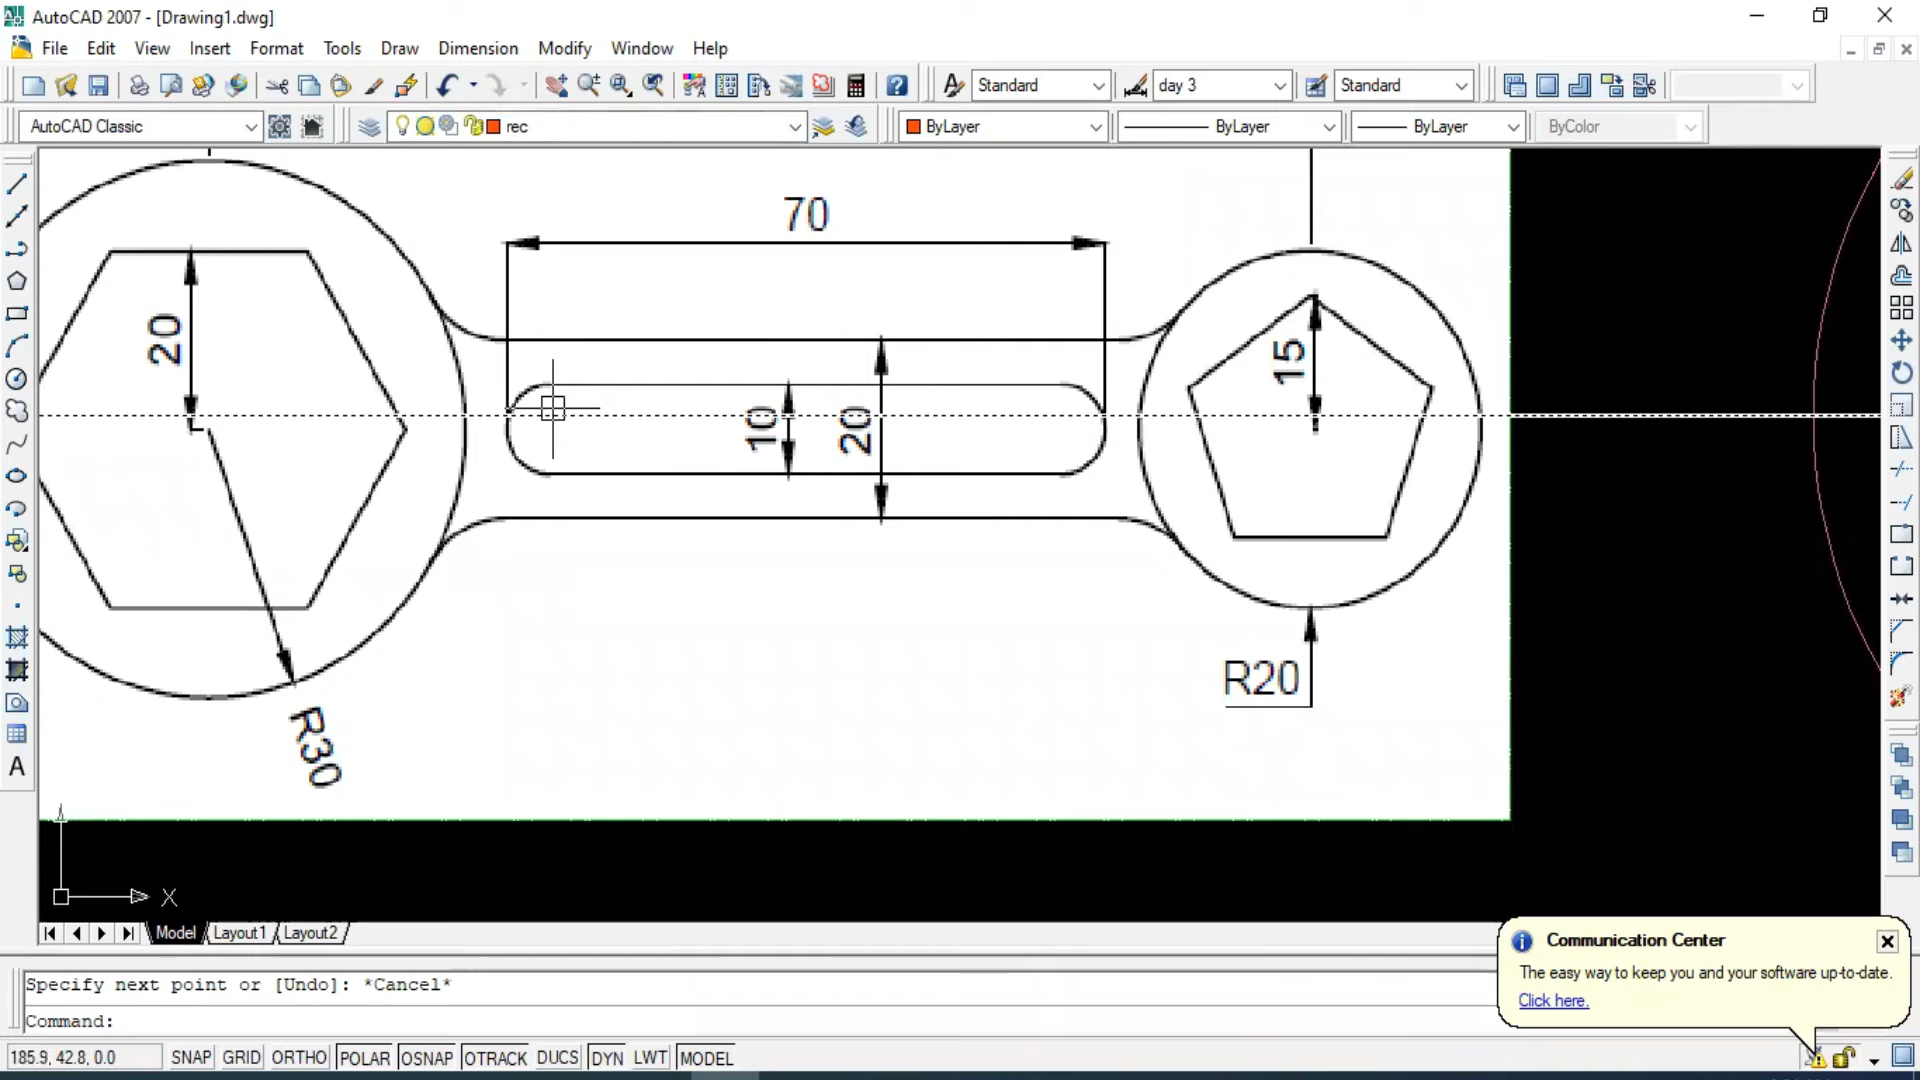 AutoCAD 2007 - [Drawing1.dwg]
File Edit View Insert Format Tools Draw Dimension Modify Window Help
Standard day 3 Standard
AutoCAD Classic rec ByLayer ByLayer ByLayer ByColor
70
20
15
10
20
R20
R30
X
Model Layout1 Layout2
Communication Center
The easy way to keep you and your software up-to-date.
Click here.
Specify next point or [Undo]: *Cancel*
Command:
185.9, 42.8, 0.0 SNAP GRID ORTHO POLAR OSNAP OTRACK DUCS DYN LWT MODEL
A